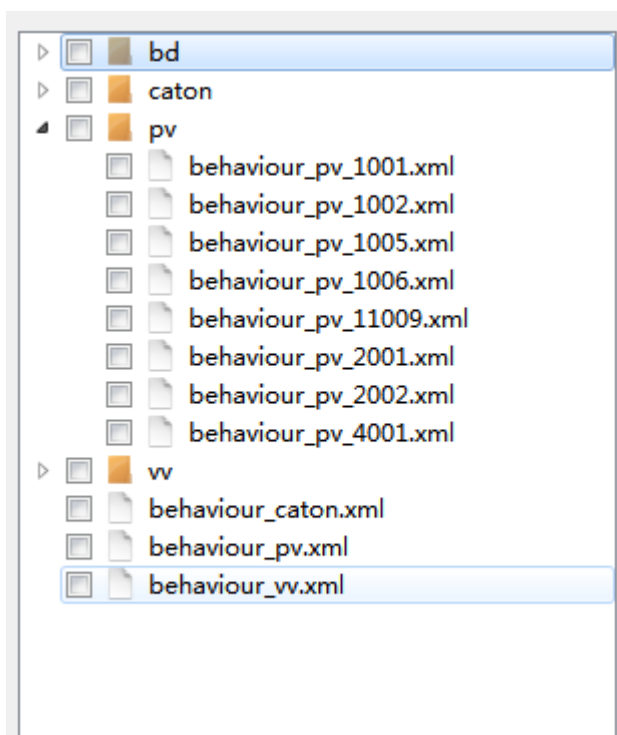 bd
caton
pv
behaviour_pv_1001.xml
behaviour_pv_1002.xml
behaviour_pv_1005.xml
behaviour_pv_1006.xml
behaviour_pv_11009.xml
behaviour_pv_2001.xml
behaviour_pv_2002.xml
behaviour_pv_4001.xml
vv
behaviour_caton.xml
behaviour_pv.xml
behaviour_vv.xml